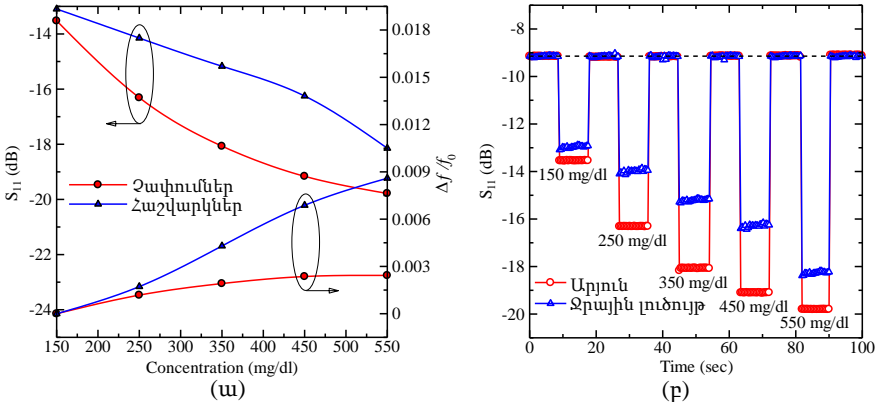 -13
-14
-16
-18
-20
-22
-24
S11 (dB)
0.018
0.015
0.012
0.009
0.006
0.003
0
Δf/f0
Չափումներ
Հաշվարկներ
150 200 250 300 350 400 450 500 550
Concentration (mg/dl)
(ա)
-8
-9
-10
-12
-14
-16
-18
-20
S11 (dB)
150 mg/dl
250 mg/dl
350 mg/dl
450 mg/dl
550 mg/dl
Արյուն
Ջրային լուծույթ
0 20 40 60 80 100
Time (sec)
(բ)